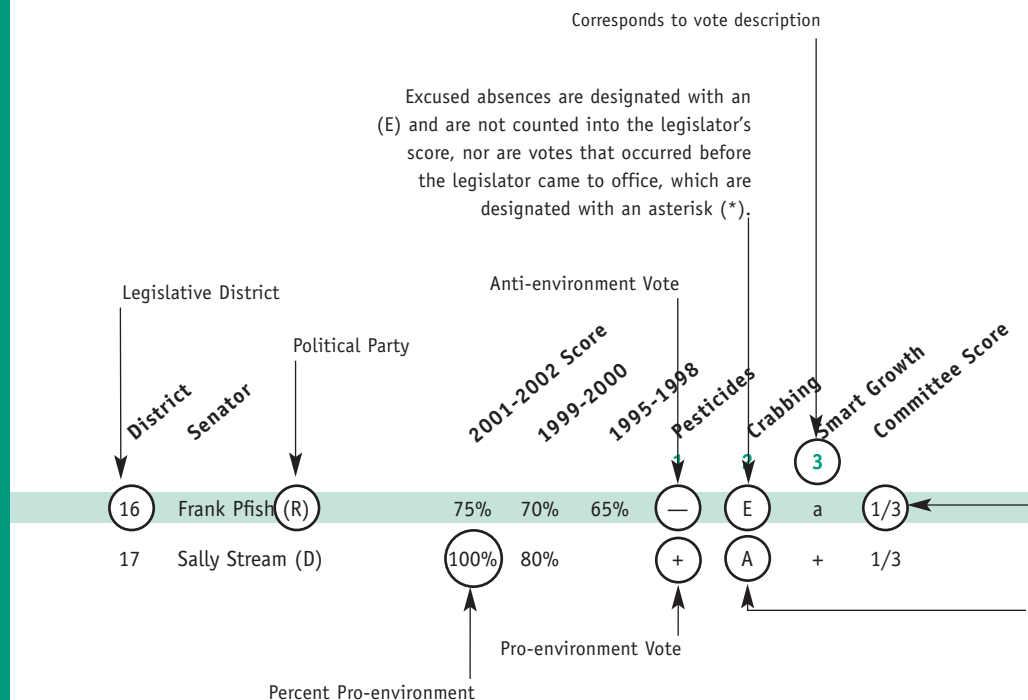 Corresponds to vote description
Excused absences are designated with an
(E) and are not counted into the legislator's
score, nor are votes that occurred before
the legislator came to office, which are
designated with an asterisk (*).
Anti-environment Vote
Legislative District
Political Party
District
Senator
2001-2002 Score
1999-2000
1995-1998
Pesticides
Crabbing
Smart Growth
Committee Score
1 2 3
16 Frank Pfish (R) 75% 70% 65% — E a 1/3
17 Sally Stream (D) 100% 80% + A + 1/3
Pro-environment Vote
Percent Pro-environment